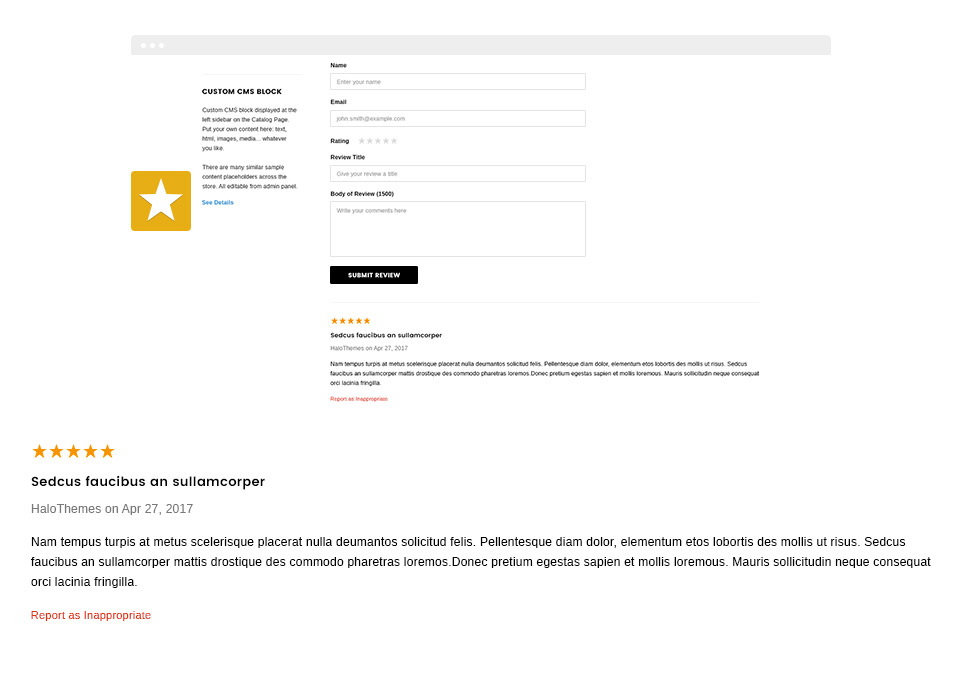 CUSTOM CMS BLOCK
Custom CMS block displayed at the
left sidebar on the Catalog Page.
Put your own content here: text,
html, images, media... whatever
you like.
There are many similar sample
content placeholders across the
store. All editable from admin panel.
See Details
Name
Enter your name
Email
john.smith@example.com
Rating
Review Title
Give your review a title
Body of Review (1500)
Write your comments here
SUBMIT REVIEW
Sedcus faucibus an sullamcorper
HaloThemes on Apr 27, 2017
Nam tempus turpis at metus scelerisque placerat nulla deumantos solicitud felis. Pellentesque diam dolor, elementum etos lobortis des mollis ut risus. Sedcus
faucibus an sullamcorper mattis drostique des commodo pharetras loremos.Donec pretium egestas sapien et mollis loremous. Mauris sollicitudin neque consequat
orci lacinia fringilla.
Report as Inappropriate
Sedcus faucibus an sullamcorper
HaloThemes on Apr 27, 2017
Nam tempus turpis at metus scelerisque placerat nulla deumantos solicitud felis. Pellentesque diam dolor, elementum etos lobortis des mollis ut risus. Sedcus
faucibus an sullamcorper mattis drostique des commodo pharetras loremos.Donec pretium egestas sapien et mollis loremous. Mauris sollicitudin neque consequat
orci lacinia fringilla.
Report as Inappropriate